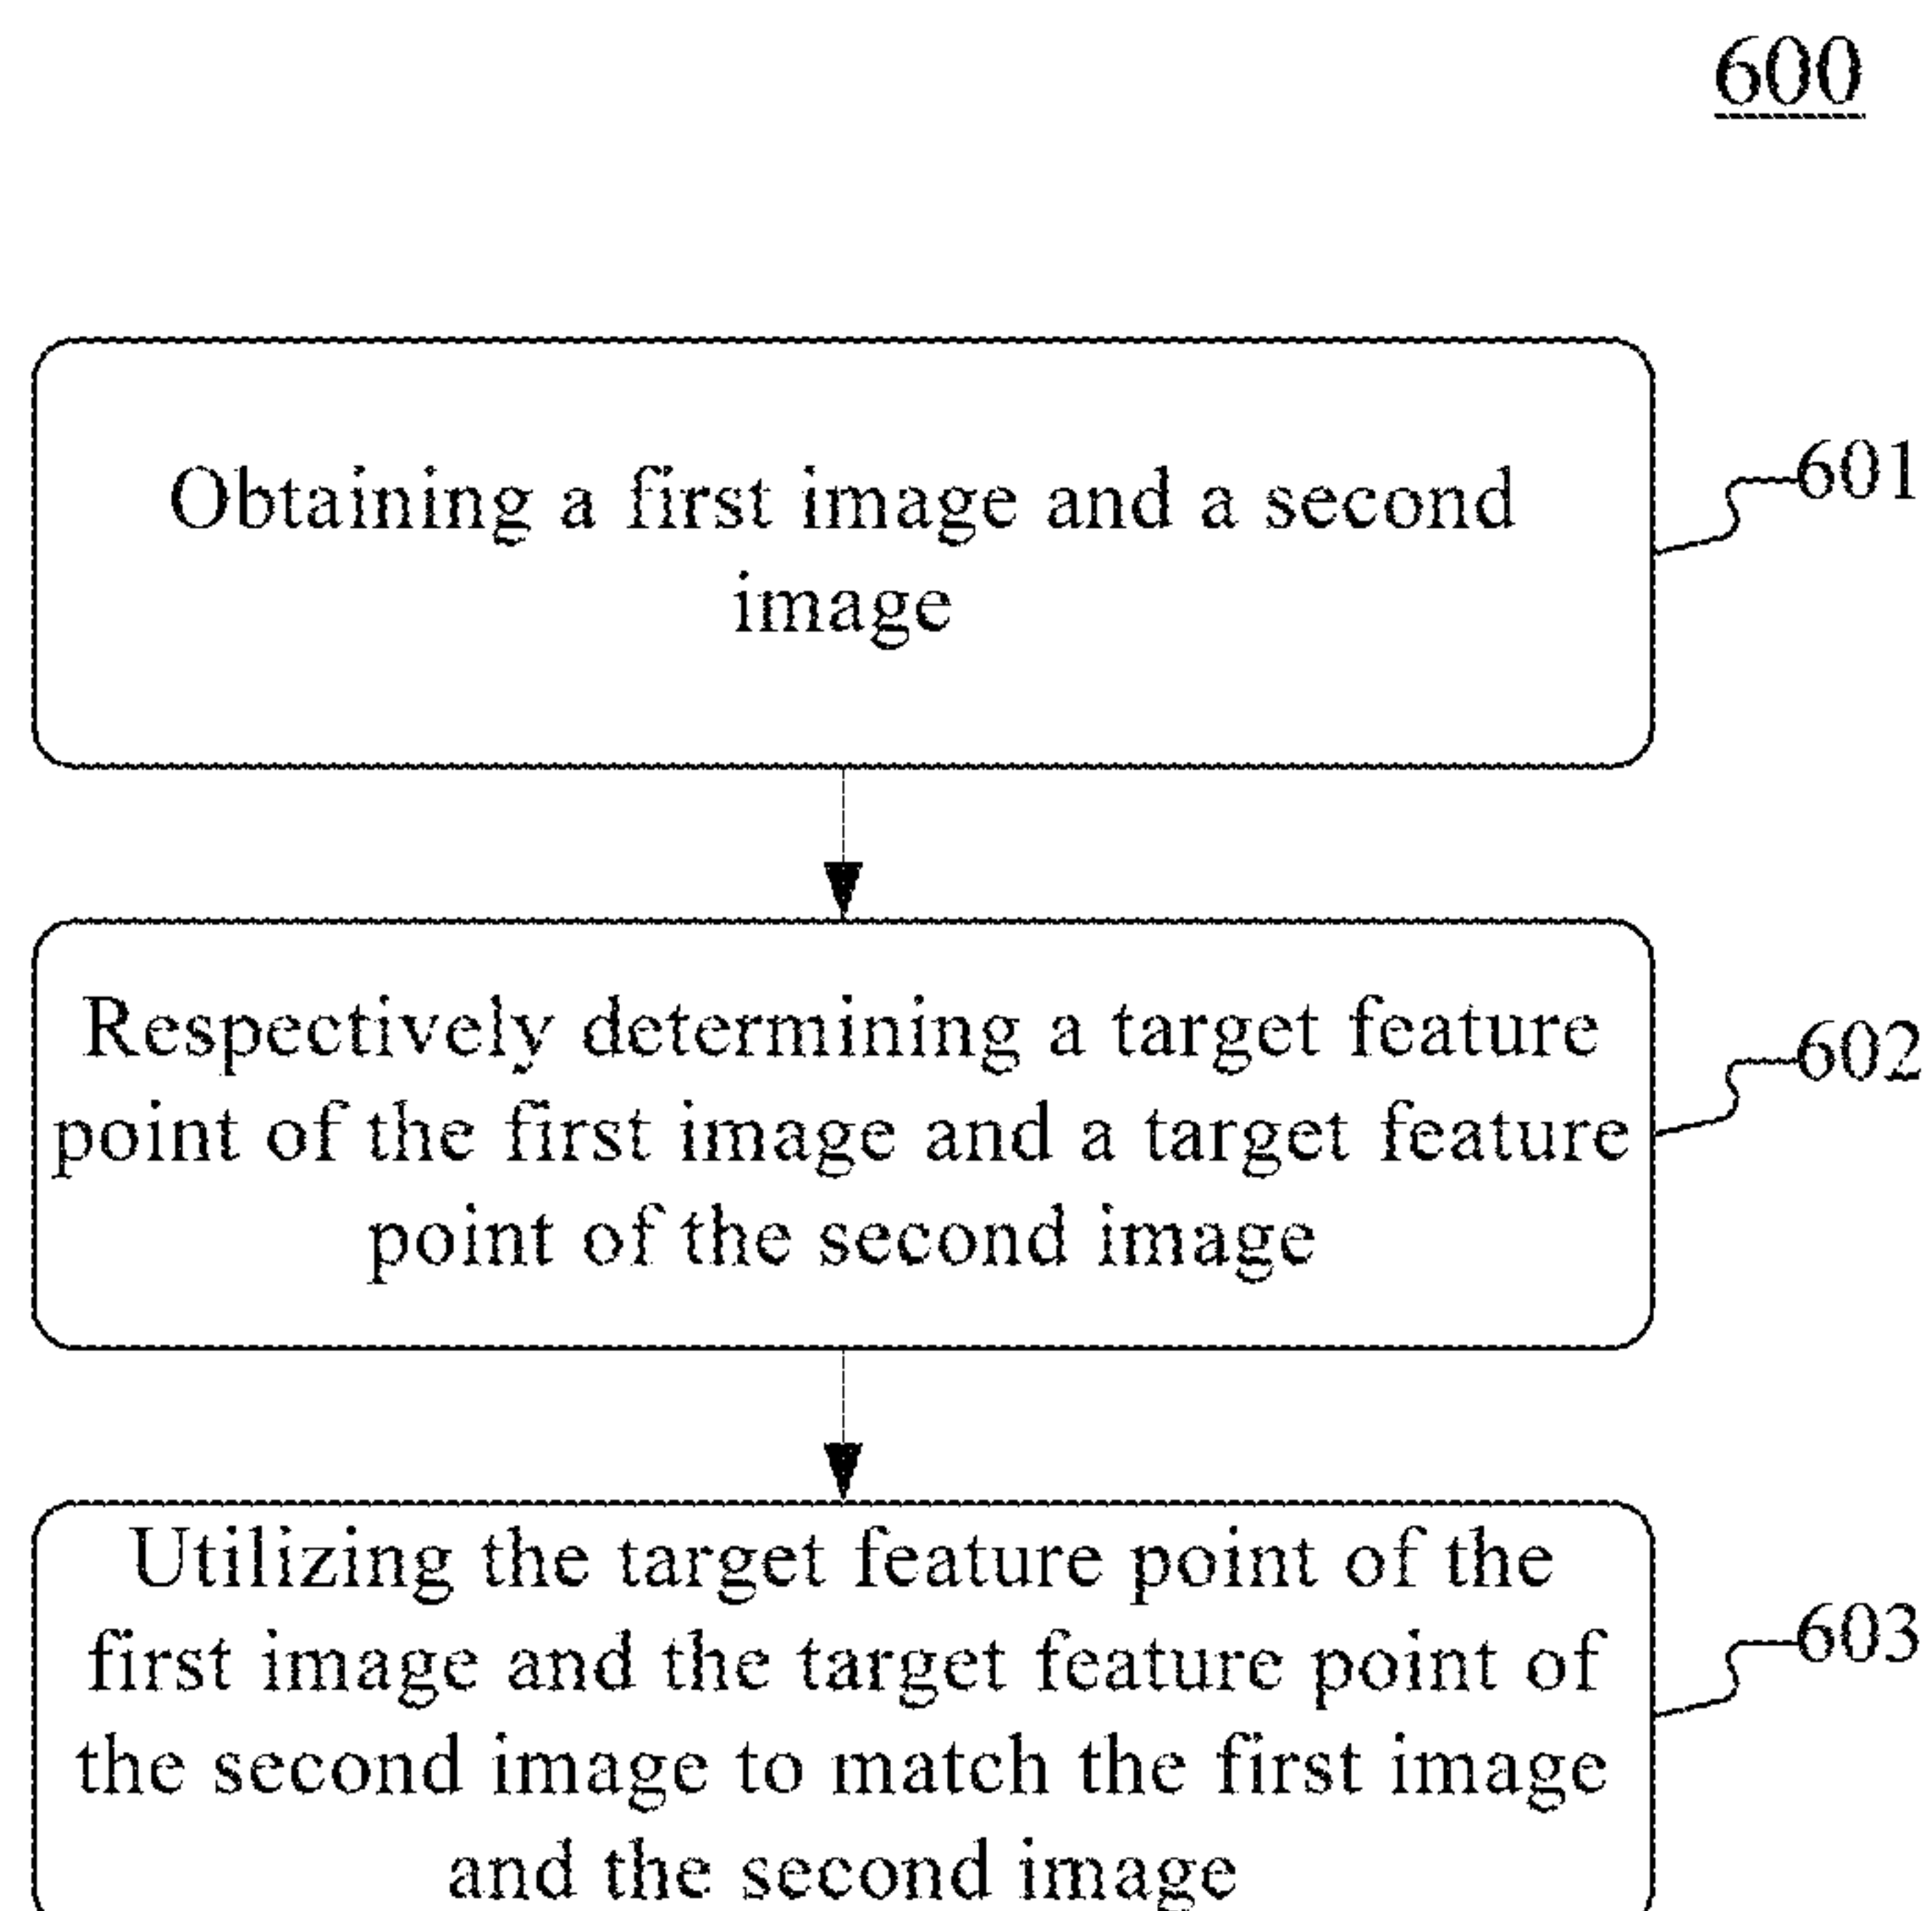 600
Obtaining a first image and a second
image
601
Respectively determining a target feature
point of the first image and a target feature
point of the second image
602
Utilizing the target feature point of the
first image and the target feature point of
the second image to match the first image
and the second image
603